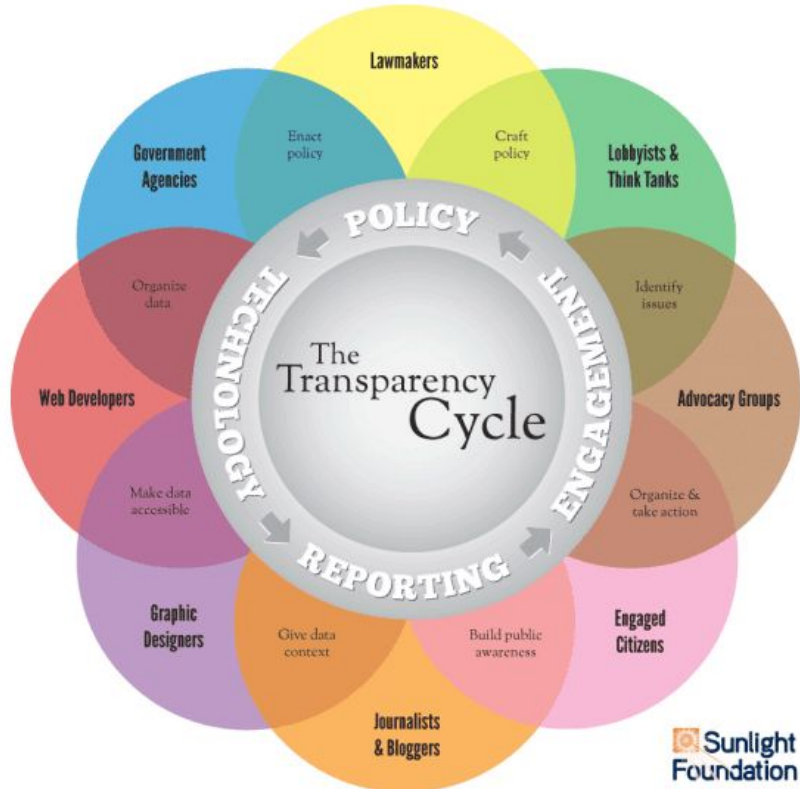 Lawmakers
Enact
policy
Craft
policy
Government
Agencies
Lobbyists &
Think Tanks
POLICY
TECHNOLOGY
ENGAGEMENT
REPORTING
Organize
data
Identify
issues
The
Transparency
Cycle
Web Developers
Advocacy Groups
Make data
accessible
Organize &
take action
Graphic
Designers
Give data
context
Build public
awareness
Engaged
Citizens
Journalists
& Bloggers
Sunlight
Foundation